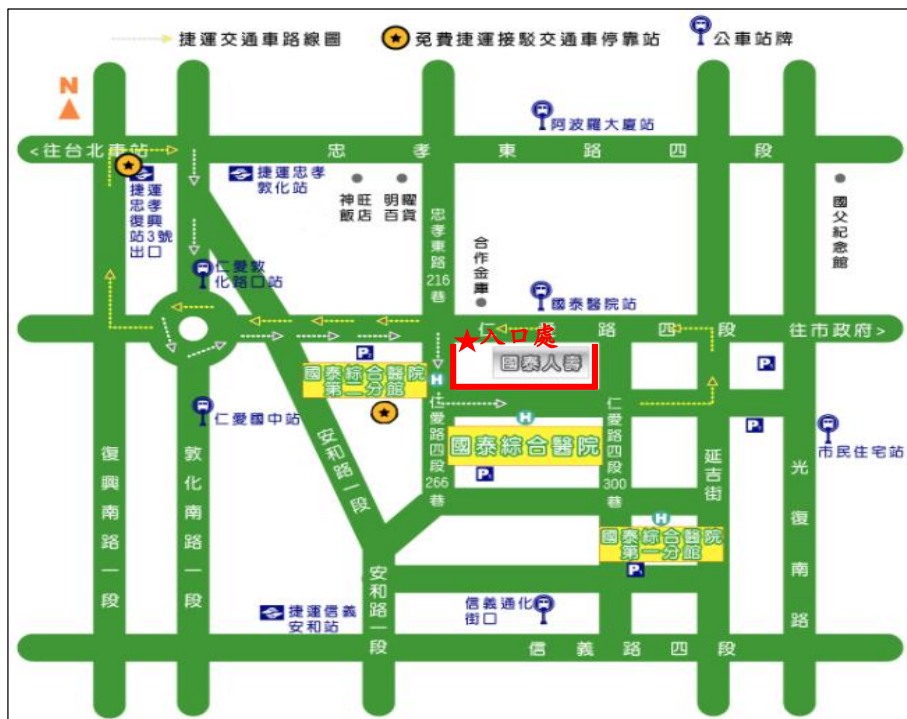 捷運交通車路線圖
免費捷運接駁交通車停靠站
公車站牌
N
阿波羅大廈站
<往台北車站
忠孝東路四段
捷運
忠孝
復興
站3號
出口
捷運忠孝
敦化站
神旺
飯店
明曜
百貨
忠孝東路216巷
合作金庫
國父紀念館
仁愛敦
化路口站
國泰醫院站
仁愛路四段
往市政府>
★入口處
國泰人壽
P
國泰綜合醫院
第二分館
H
P
仁愛國中站
安和路一段
仁愛路四段266巷
H
國泰綜合醫院
P
仁愛路四段300巷
延吉街
P
市民住宅站
復興南路一段
敦化南路一段
光復南路
H
國泰綜合醫院
第一分館
P
安和路一段
捷運信義
安和站
信義通化
街口
信義路四段